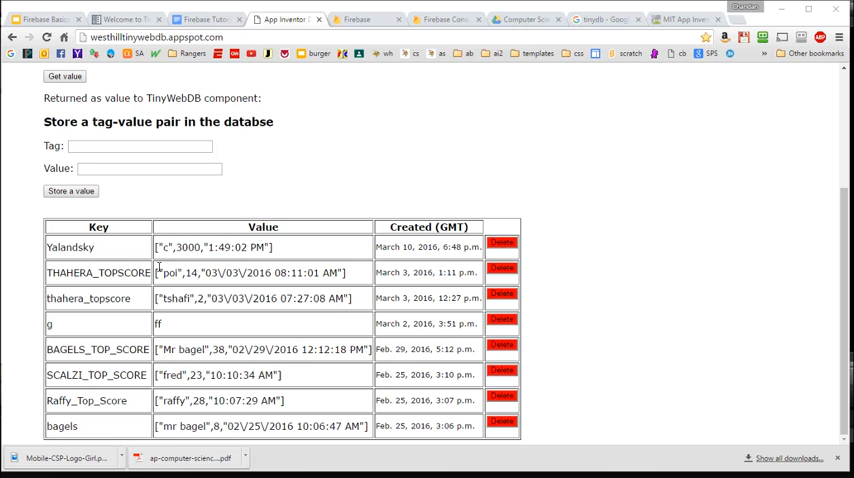 Chandan
Firebase Basics
Welcome to Ti
Firebase Tuto
App Inventor
Firebase
Firebase Con
Computer Scie
tinydb - Goog
MIT App Inven
westhilltinywebdb.appspot.com
SA
Rangers
burger
wh
cs
as
ab
ai2
templates
css
scratch
cb
SPS
»
Other bookmarks
Get value
Returned as value to TinyWebDB component:
Store a tag-value pair in the databse
Tag:
Value:
Store a value
Key Value Created (GMT)
Yalandsky ["c",3000,"1:49:02 PM"] March 10, 2016, 6:48 p.m. Delete
THAHERA_TOPSCORE ["pol",14,"03\/03\/2016 08:11:01 AM"] March 3, 2016, 1:11 p.m. Delete
thahera_topscore ["tshafi",2,"03\/03\/2016 07:27:08 AM"] March 3, 2016, 12:27 p.m. Delete
g ff March 2, 2016, 3:51 p.m. Delete
BAGELS_TOP_SCORE ["Mr bagel",38,"02\/29\/2016 12:12:18 PM"] Feb. 29, 2016, 5:12 p.m. Delete
SCALZI_TOP_SCORE ["fred",23,"10:10:34 AM"] Feb. 25, 2016, 3:10 p.m. Delete
Raffy_Top_Score ["raffy",28,"10:07:29 AM"] Feb. 25, 2016, 3:07 p.m. Delete
bagels ["mr bagel",8,"02\/25\/2016 10:06:47 AM"] Feb. 25, 2016, 3:06 p.m. Delete
Mobile-CSP-Logo-Girl.p...
ap-computer-scienc....pdf
Show all downloads...